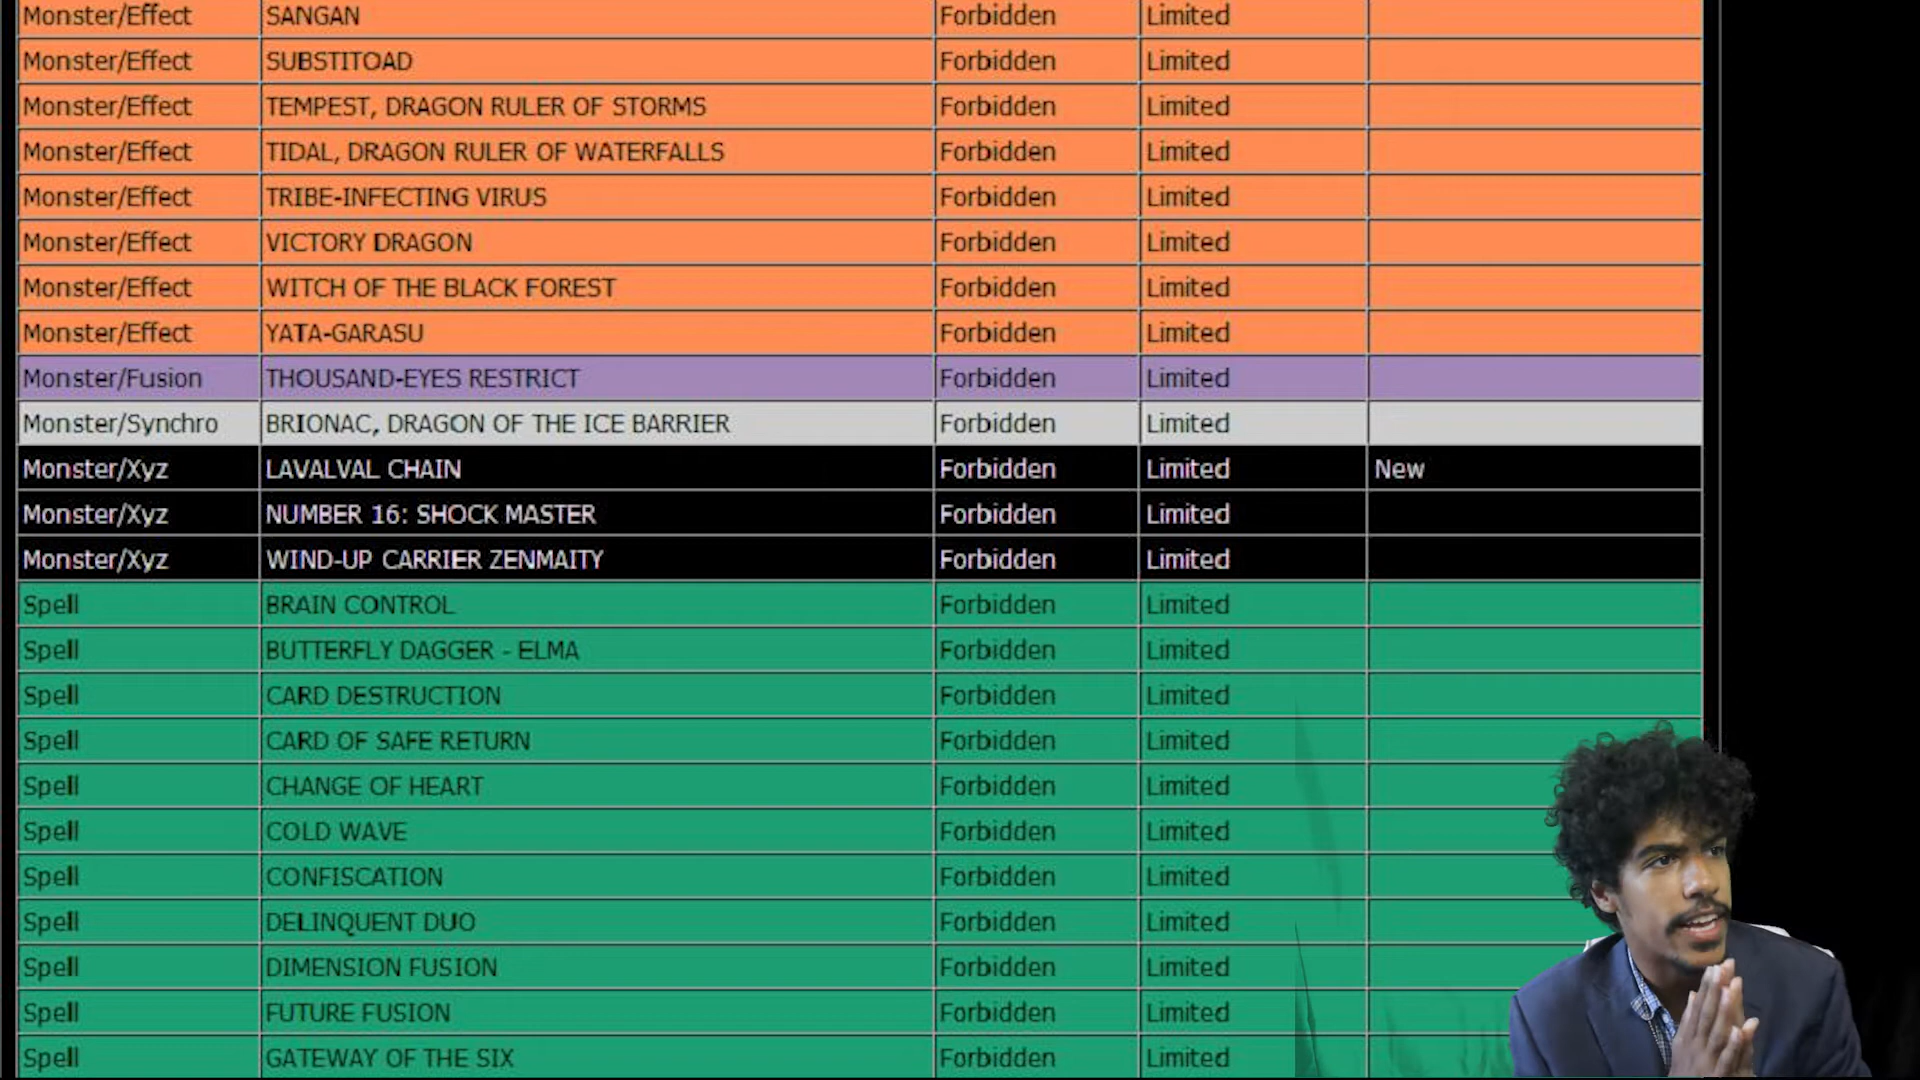 Monster/Effect SANGAN Forbidden Limited
Monster/Effect SUBSTITOAD Forbidden Limited
Monster/Effect TEMPEST, DRAGON RULER OF STORMS Forbidden Limited
Monster/Effect TIDAL, DRAGON RULER OF WATERFALLS Forbidden Limited
Monster/Effect TRIBE-INFECTING VIRUS Forbidden Limited
Monster/Effect VICTORY DRAGON Forbidden Limited
Monster/Effect WITCH OF THE BLACK FOREST Forbidden Limited
Monster/Effect YATA-GARASU Forbidden Limited
Monster/Fusion THOUSAND-EYES RESTRICT Forbidden Limited
Monster/Synchro BRIONAC, DRAGON OF THE ICE BARRIER Forbidden Limited
Monster/Xyz LAVALVAL CHAIN Forbidden Limited New
Monster/Xyz NUMBER 16: SHOCK MASTER Forbidden Limited
Monster/Xyz WIND-UP CARRIER ZENMAITY Forbidden Limited
Spell BRAIN CONTROL Forbidden Limited
Spell BUTTERFLY DAGGER - ELMA Forbidden Limited
Spell CARD DESTRUCTION Forbidden Limited
Spell CARD OF SAFE RETURN Forbidden Limited
Spell CHANGE OF HEART Forbidden Limited
Spell COLD WAVE Forbidden Limited
Spell CONFISCATION Forbidden Limited
Spell DELINQUENT DUO Forbidden Limited
Spell DIMENSION FUSION Forbidden Limited
Spell FUTURE FUSION Forbidden Limited
Spell GATEWAY OF THE SIX Forbidden Limited